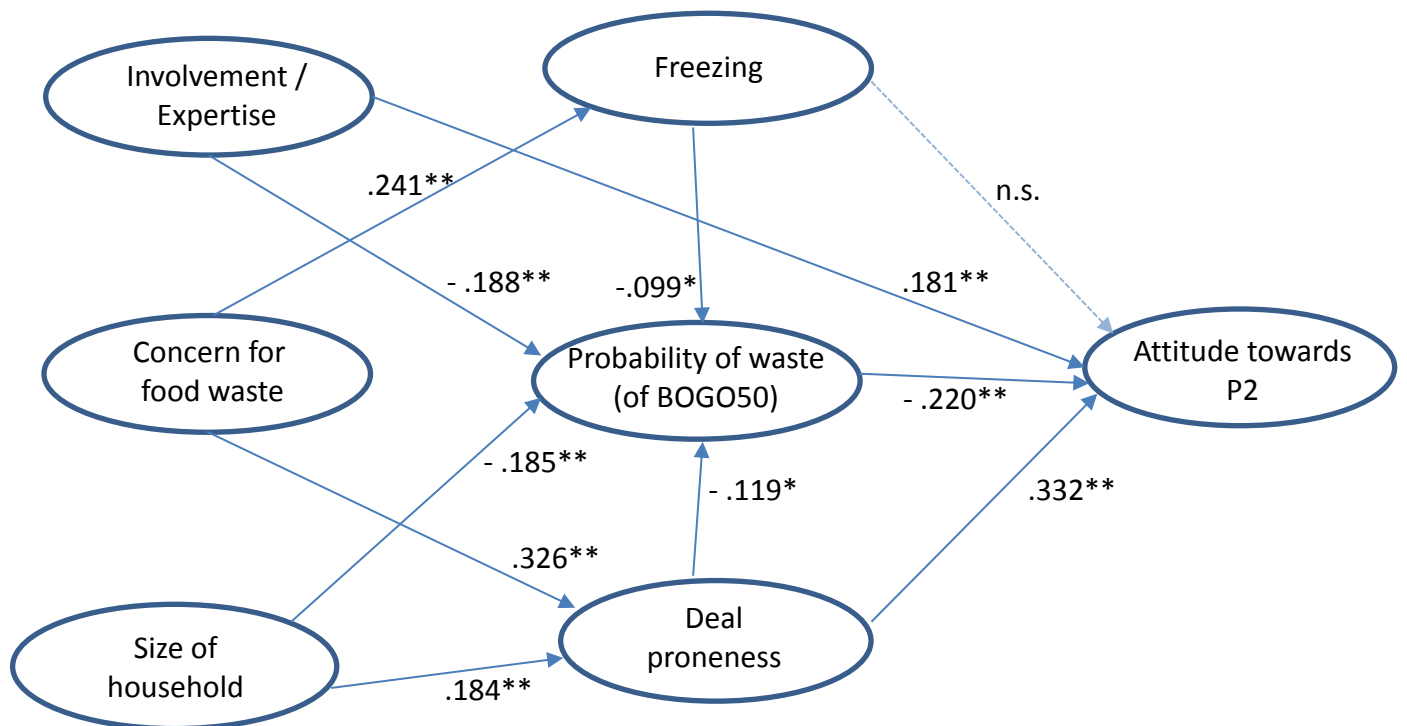 Involvement /
Expertise
Freezing
.241**
n.s.
- .188**
-.099*
.181**
Concern for
food waste
Probability of waste
(of BOGO50)
Attitude towards
P2
- .220**
- .185**
- .119*
.332**
.326**
Size of
household
Deal
proneness
.184**